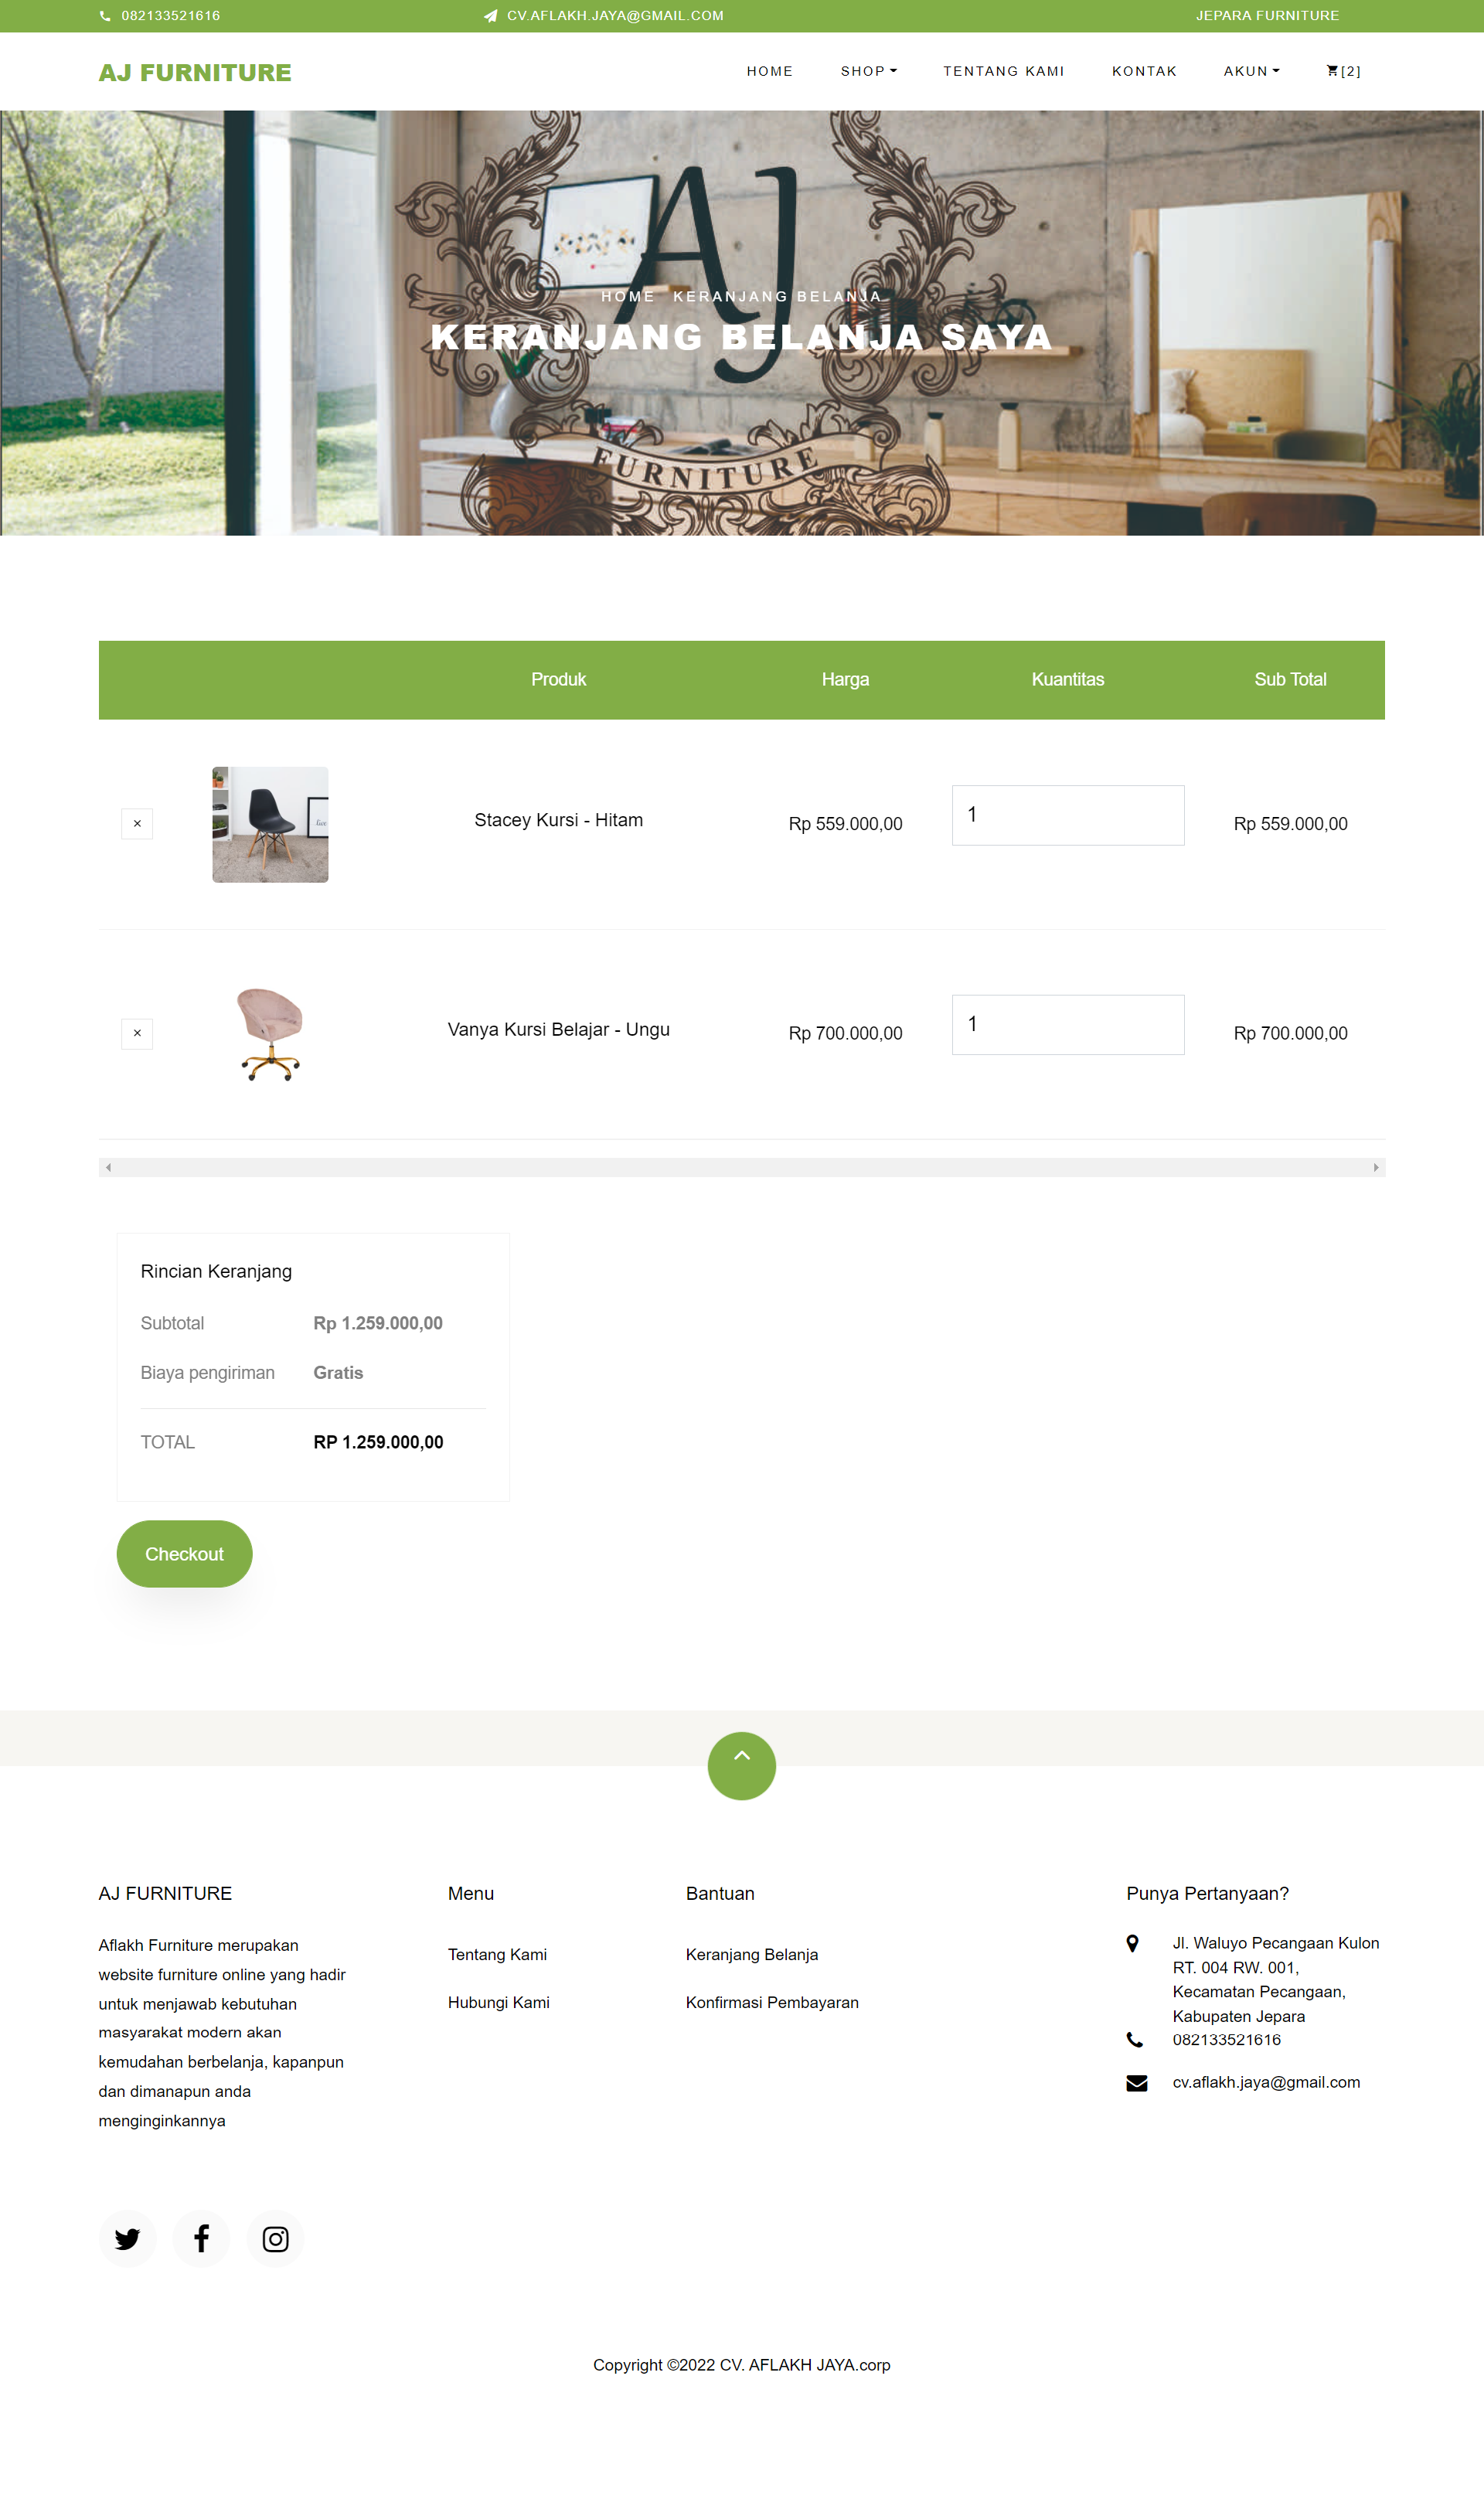 082133521616
CV.AFLAKH.JAYA@GMAIL.COM
JEPARA FURNITURE
AJ FURNITURE
HOME
SHOP
TENTANG KAMI
KONTAK
AKUN
[2]
AJ
HOME KERANJANG BELANJA
KERANJANG BELANJA SAYA
FURNITURE
Produk
Harga
Kuantitas
Sub Total
×
Stacey Kursi - Hitam
Rp 559.000,00
1
Rp 559.000,00
×
Vanya Kursi Belajar - Ungu
Rp 700.000,00
1
Rp 700.000,00
Rincian Keranjang
Subtotal
Rp 1.259.000,00
Biaya pengiriman
Gratis
TOTAL
RP 1.259.000,00
Checkout
AJ FURNITURE
Aflakh Furniture merupakan
website furniture online yang hadir
untuk menjawab kebutuhan
masyarakat modern akan
kemudahan berbelanja, kapanpun
dan dimanapun anda
menginginkannya
Menu
Tentang Kami
Hubungi Kami
Bantuan
Keranjang Belanja
Konfirmasi Pembayaran
Punya Pertanyaan?
Jl. Waluyo Pecangaan Kulon
RT. 004 RW. 001,
Kecamatan Pecangaan,
Kabupaten Jepara
082133521616
cv.aflakh.jaya@gmail.com
Copyright ©2022 CV. AFLAKH JAYA.corp